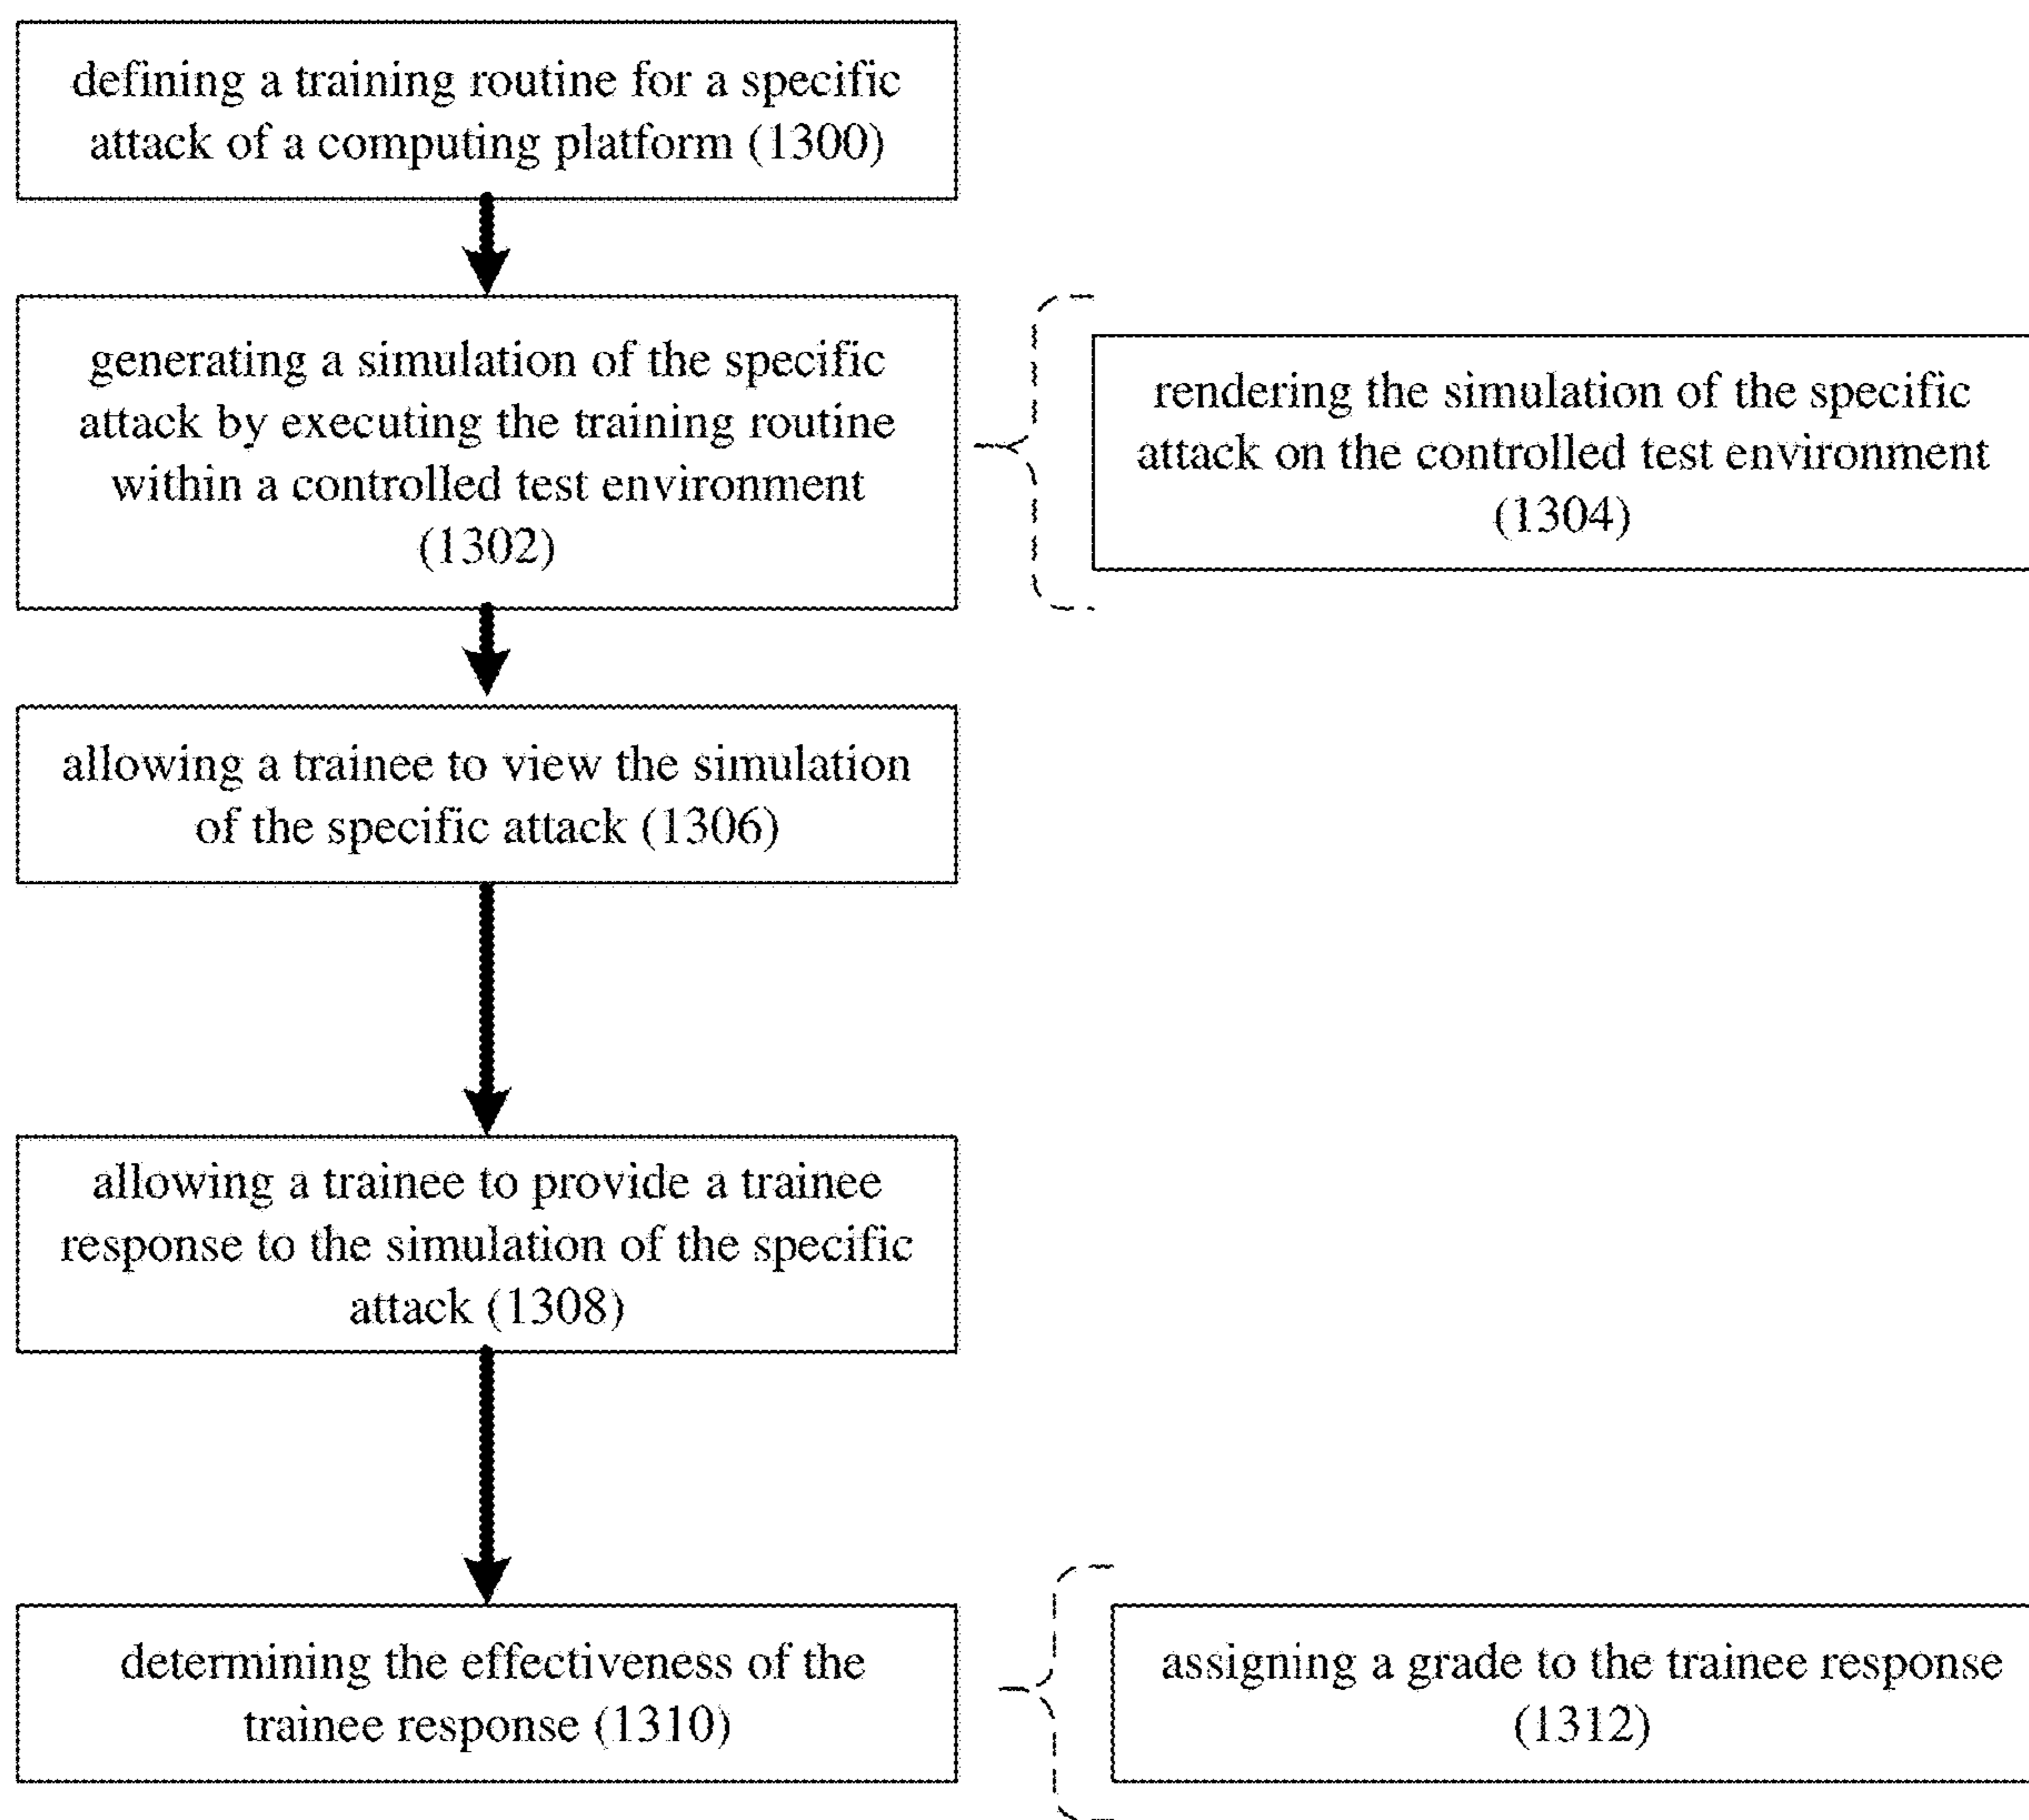 defining a training routine for a specific
attack of a computing platform (1300)
generating a simulation of the specific
attack by executing the training routine
within a controlled test environment
(1302)
rendering the simulation of the specific
attack on the controlled test environment
(1304)
allowing a trainee to view the simulation
of the specific attack (1306)
allowing a trainee to provide a trainee
response to the simulation of the specific
attack (1308)
determining the effectiveness of the
trainee response (1310)
assigning a grade to the trainee response
(1312)